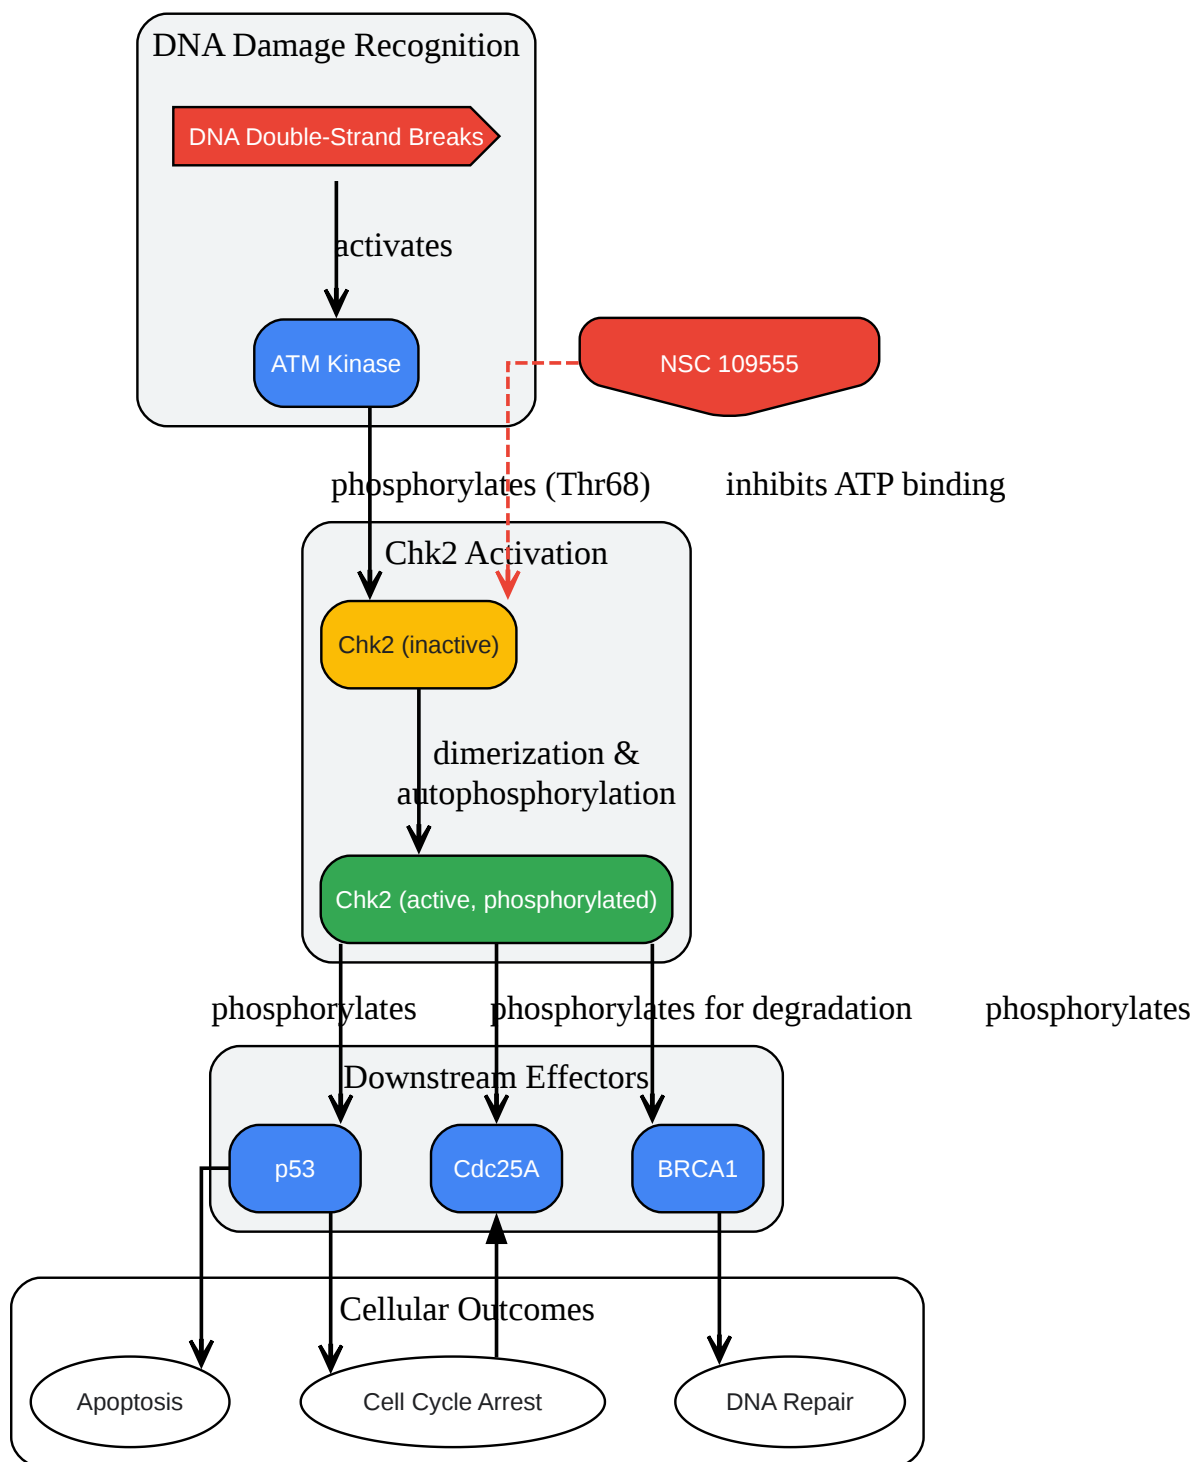 DNA Damage Recognition
DNA Double-Strand Breaks
activates
ATM Kinase
NSC 109555
phosphorylates (Thr68)
inhibits ATP binding
Chk2 Activation
Chk2 (inactive)
dimerization &
autophosphorylation
Chk2 (active, phosphorylated)
phosphorylates
phosphorylates for degradation
phosphorylates
Downstream Effectors
p53
Cdc25A
BRCA1
Cellular Outcomes
Apoptosis
Cell Cycle Arrest
DNA Repair